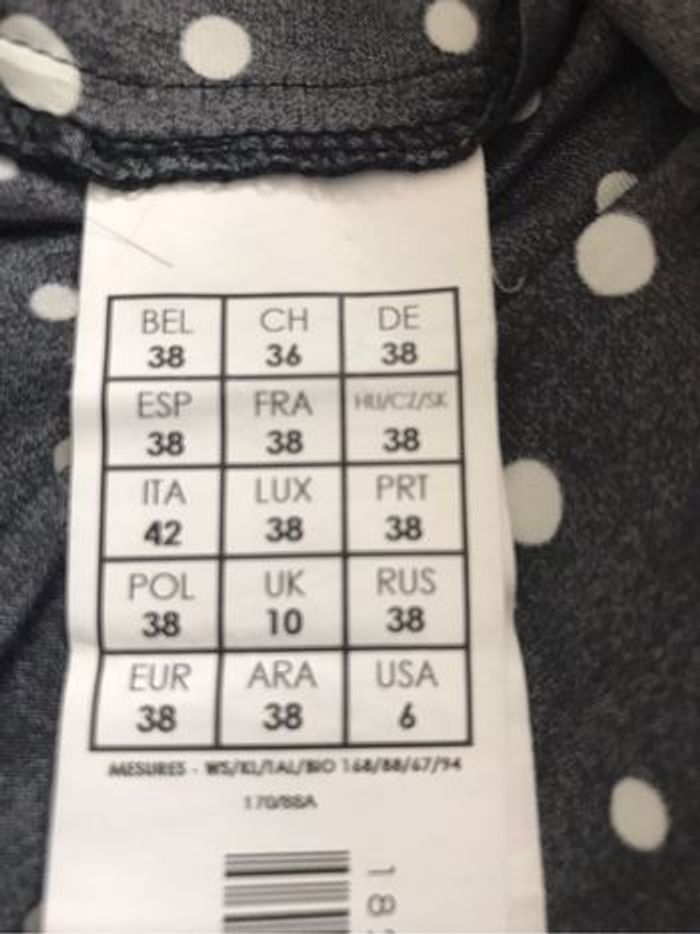 BEL CH DE
38 36 38
ESP FRA HU/CZ/SK
38 38 38
ITA LUX PRT
42 38 38
POL UK RUS
38 10 38
EUR ARA USA
38 38 6
MESURES - WS/KL/TAL/BIO 168/88/67/94
170/88A
18